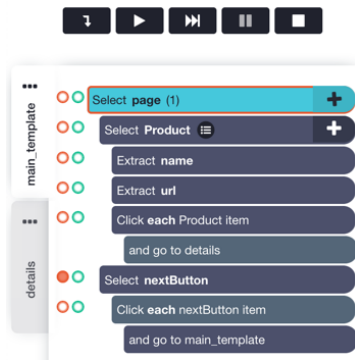 main_template
details
Select page (1)
Select Product
Extract name
Extract url
Click each Product item
and go to details
Select nextButton
Click each nextButton item
and go to main_template